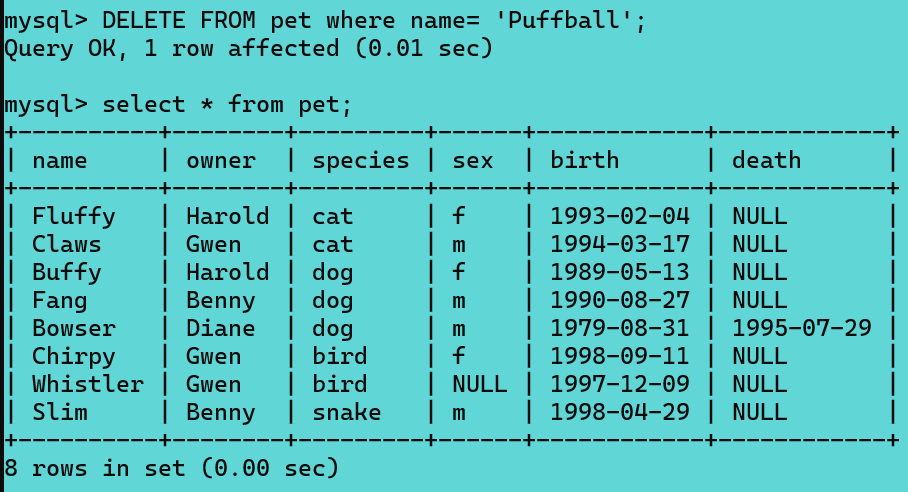 mysql> DELETE FROM pet where name= 'Puffball';
Query OK, 1 row affected (0.01 sec)
mysql> select * from pet;
+----------+--------+---------+------+------------+------------+
| name     | owner  | species | sex  | birth      | death      |
+----------+--------+---------+------+------------+------------+
| Fluffy   | Harold | cat     | f    | 1993-02-04 | NULL       |
| Claws    | Gwen   | cat     | m    | 1994-03-17 | NULL       |
| Buffy    | Harold | dog     | f    | 1989-05-13 | NULL       |
| Fang     | Benny  | dog     | m    | 1990-08-27 | NULL       |
| Bowser   | Diane  | dog     | m    | 1979-08-31 | 1995-07-29 |
| Chirpy   | Gwen   | bird    | f    | 1998-09-11 | NULL       |
| Whistler | Gwen   | bird    | NULL | 1997-12-09 | NULL       |
| Slim     | Benny  | snake   | m    | 1998-04-29 | NULL       |
+----------+--------+---------+------+------------+------------+
8 rows in set (0.00 sec)